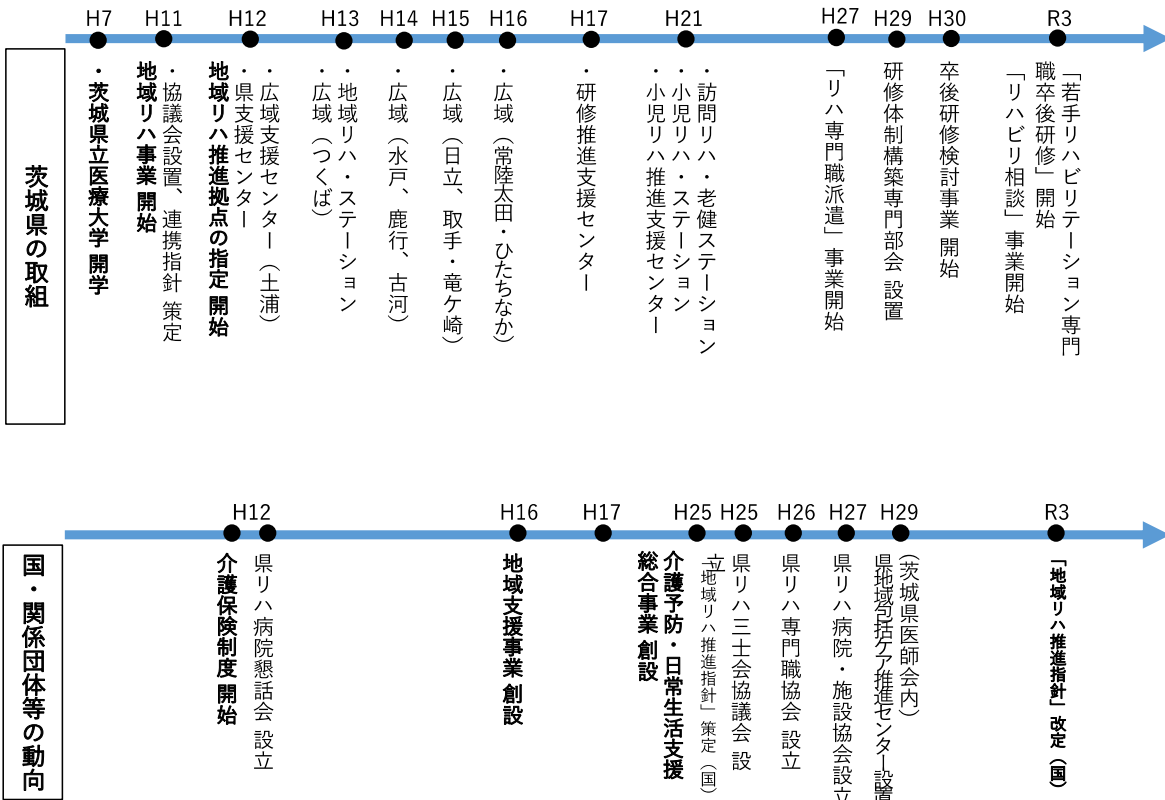 茨城県の取組
H7
・茨城県立医療大学 開学
H11
・協議会設置、連携指針 策定
地域リハ事業 開始
H12
・広域支援センター（土浦）
・県支援センター
地域リハ推進拠点の指定 開始
H13
・地域リハ・ステーション
・広域（つくば）
H14
・広域（水戸、鹿行、古河）
H15
・広域（日立、取手・竜ケ崎）
H16
・広域（常陸太田・ひたちなか）
H17
・研修推進支援センター
H21
・訪問リハ・老健ステーション
・小児リハ・ステーション
・小児リハ推進支援センター
H27
「リハ専門職派遣」事業開始
H29
研修体制構築専門部会 設置
H30
卒後研修検討事業 開始
R3
「若手リハビリテーション専門
職卒後研修」開始
「リハビリ相談」事業開始
国・関係団体等の動向
H12
介護保険制度 開始
県リハ病院懇話会 設立
H16
地域支援事業 創設
H17
介護予防・日常生活支援
総合事業 創設
H25
「地域リハ推進指針」策定（国）
H25
県リハ三士会協議会 設
立
H26
県リハ専門職協会 設立
H27
県リハ病院・施設協会設立
H29
（茨城県医師会内）
県地域包括ケア推進センター設置
R3
「地域リハ推進指針」改定（国）